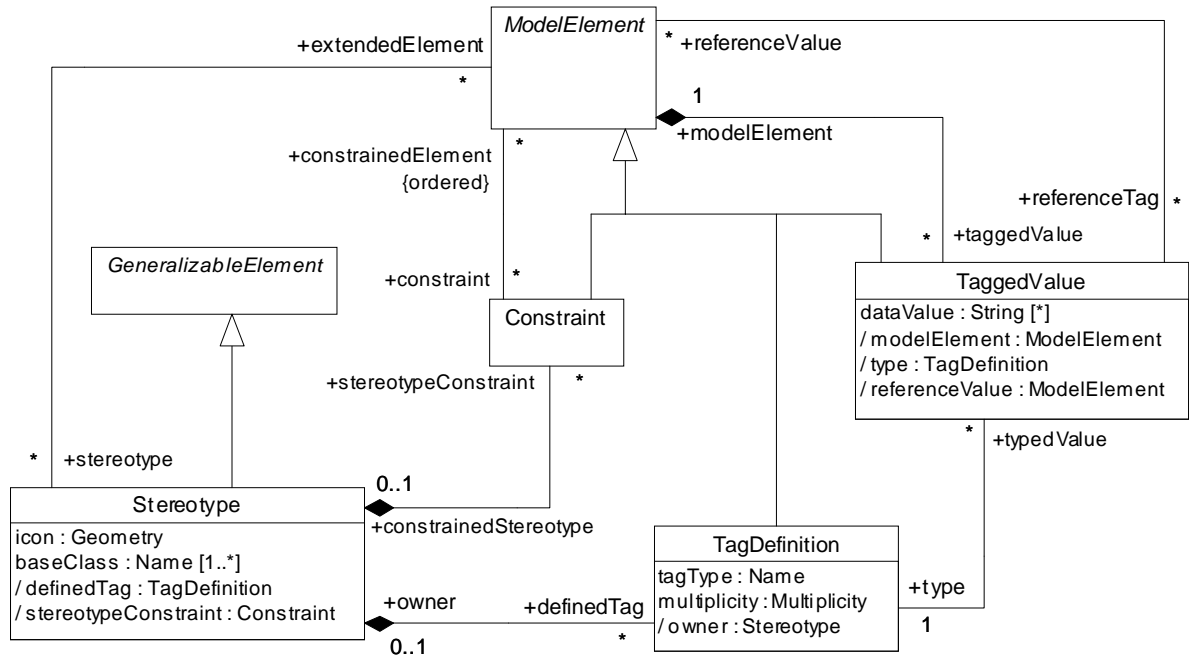 ModelElement
+extendedElement
*
*
+referenceValue
1
+modelElement
+constrainedElement
{ordered}
*
+referenceTag
*
*
+taggedValue
GeneralizableElement
+constraint
*
Constraint
TaggedValue
dataValue : String [*]
/ modelElement : ModelElement
/ type : TagDefinition
/ referenceValue : ModelElement
+stereotypeConstraint
*
*
+typedValue
*
+stereotype
0..1
+constrainedStereotype
Stereotype
icon : Geometry
baseClass : Name [1..*]
/ definedTag : TagDefinition
/ stereotypeConstraint : Constraint
TagDefinition
tagType : Name
multiplicity : Multiplicity
/ owner : Stereotype
+type
1
+owner
0..1
+definedTag
*